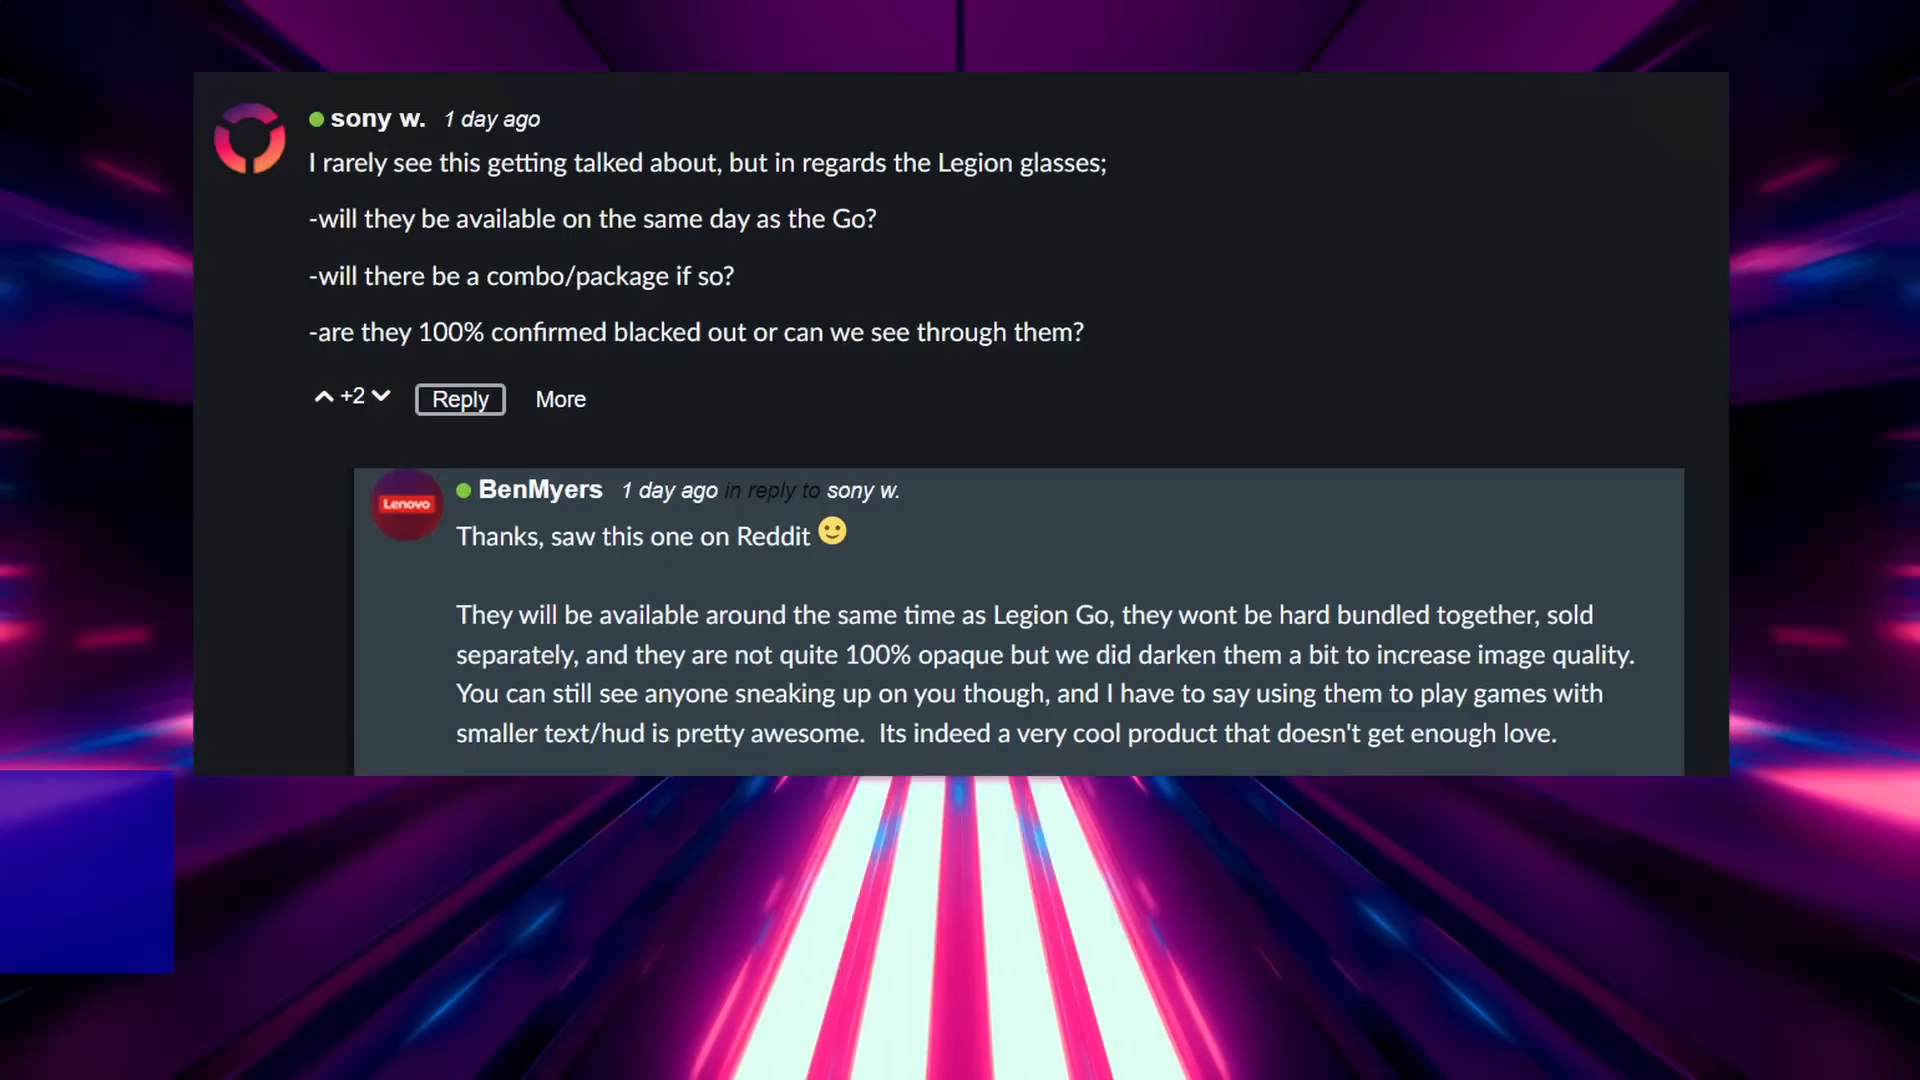 sony w. 1 day ago
I rarely see this getting talked about, but in regards the Legion glasses;
-will they be available on the same day as the Go?
-will there be a combo/package if so?
-are they 100% confirmed blacked out or can we see through them?
+2 Reply More
Lenovo
BenMyers 1 day ago in reply to sony w.
Thanks, saw this one on Reddit 🙂
They will be available around the same time as Legion Go, they wont be hard bundled together, sold
separately, and they are not quite 100% opaque but we did darken them a bit to increase image quality.
You can still see anyone sneaking up on you though, and I have to say using them to play games with
smaller text/hud is pretty awesome.  Its indeed a very cool product that doesn't get enough love.